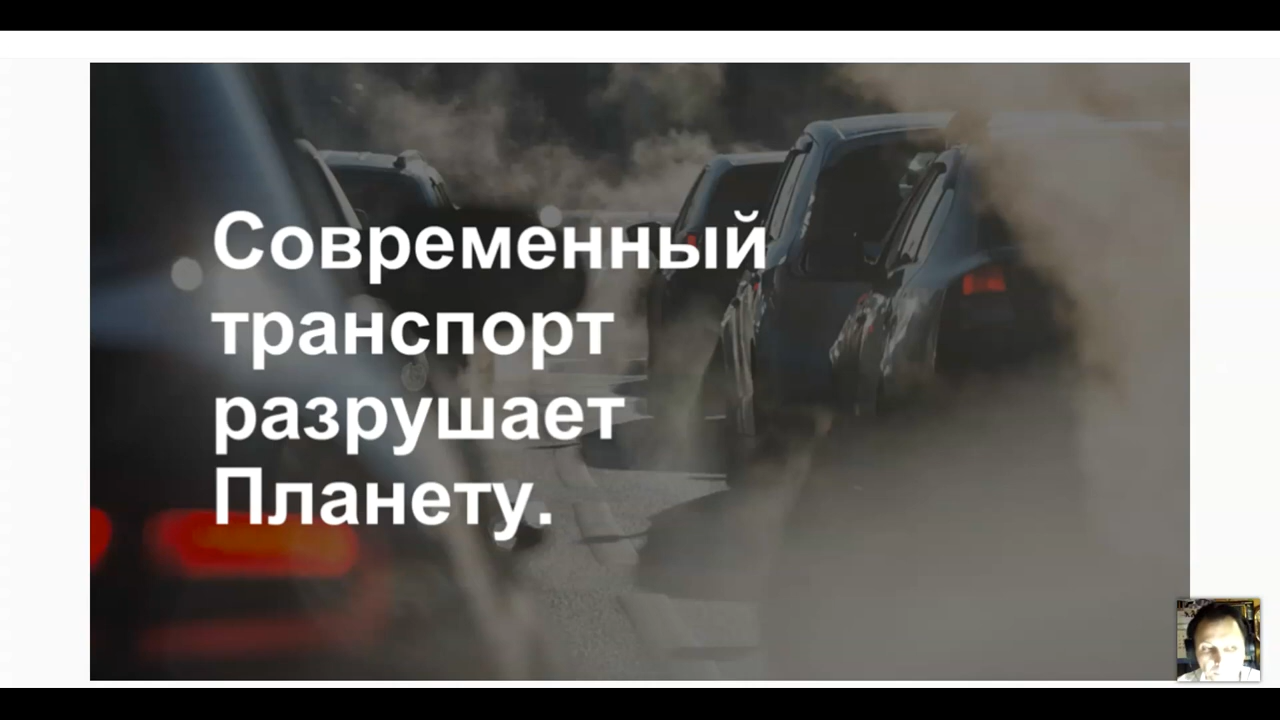 Современный
транспорт
разрушает
Планету.